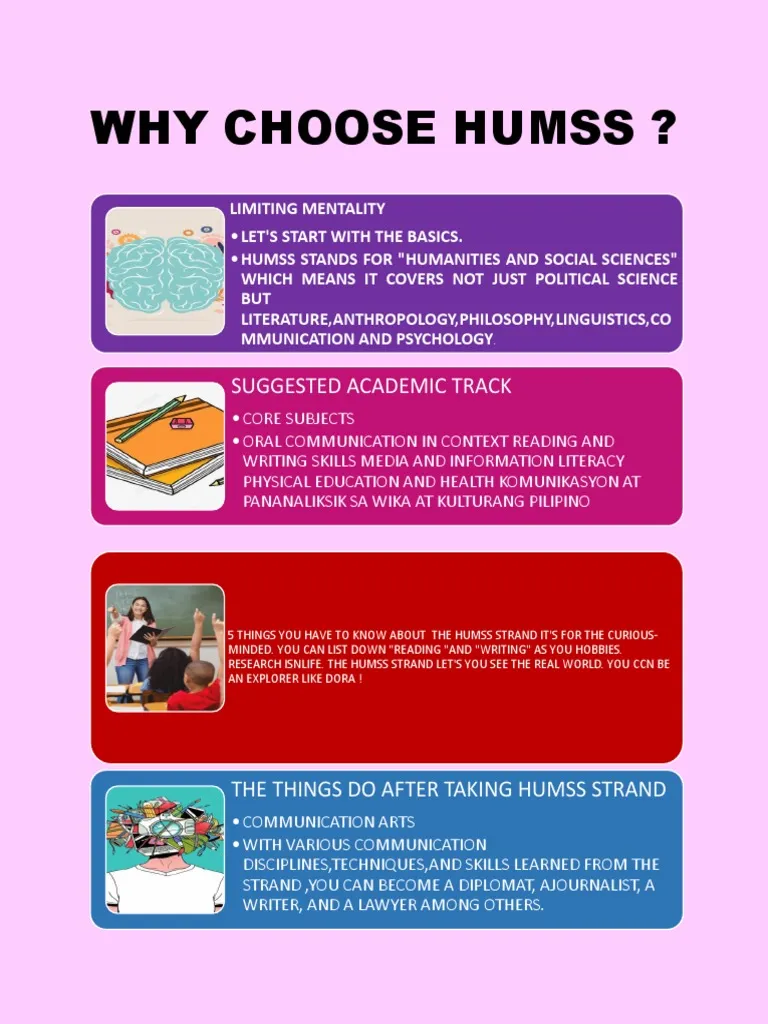 WHY CHOOSE HUMSS ?
LIMITING MENTALITY
• LET'S START WITH THE BASICS.
• HUMSS STANDS FOR "HUMANITIES AND SOCIAL SCIENCES"
WHICH MEANS IT COVERS NOT JUST POLITICAL SCIENCE
BUT
LITERATURE,ANTHROPOLOGY,PHILOSOPHY,LINGUISTICS,CO
MMUNICATION AND PSYCHOLOGY.
SUGGESTED ACADEMIC TRACK
• CORE SUBJECTS
• ORAL COMMUNICATION IN CONTEXT READING AND
WRITING SKILLS MEDIA AND INFORMATION LITERACY
PHYSICAL EDUCATION AND HEALTH KOMUNIKASYON AT
PANANALIKSIK SA WIKA AT KULTURANG PILIPINO
5 THINGS YOU HAVE TO KNOW ABOUT THE HUMSS STRAND IT'S FOR THE CURIOUS-
MINDED. YOU CAN LIST DOWN "READING "AND "WRITING" AS YOU HOBBIES.
RESEARCH ISNLIFE. THE HUMSS STRAND LET'S YOU SEE THE REAL WORLD. YOU CCN BE
AN EXPLORER LIKE DORA !
THE THINGS DO AFTER TAKING HUMSS STRAND
• COMMUNICATION ARTS
• WITH VARIOUS COMMUNICATION
DISCIPLINES,TECHNIQUES,AND SKILLS LEARNED FROM THE
STRAND ,YOU CAN BECOME A DIPLOMAT, AJOURNALIST, A
WRITER, AND A LAWYER AMONG OTHERS.